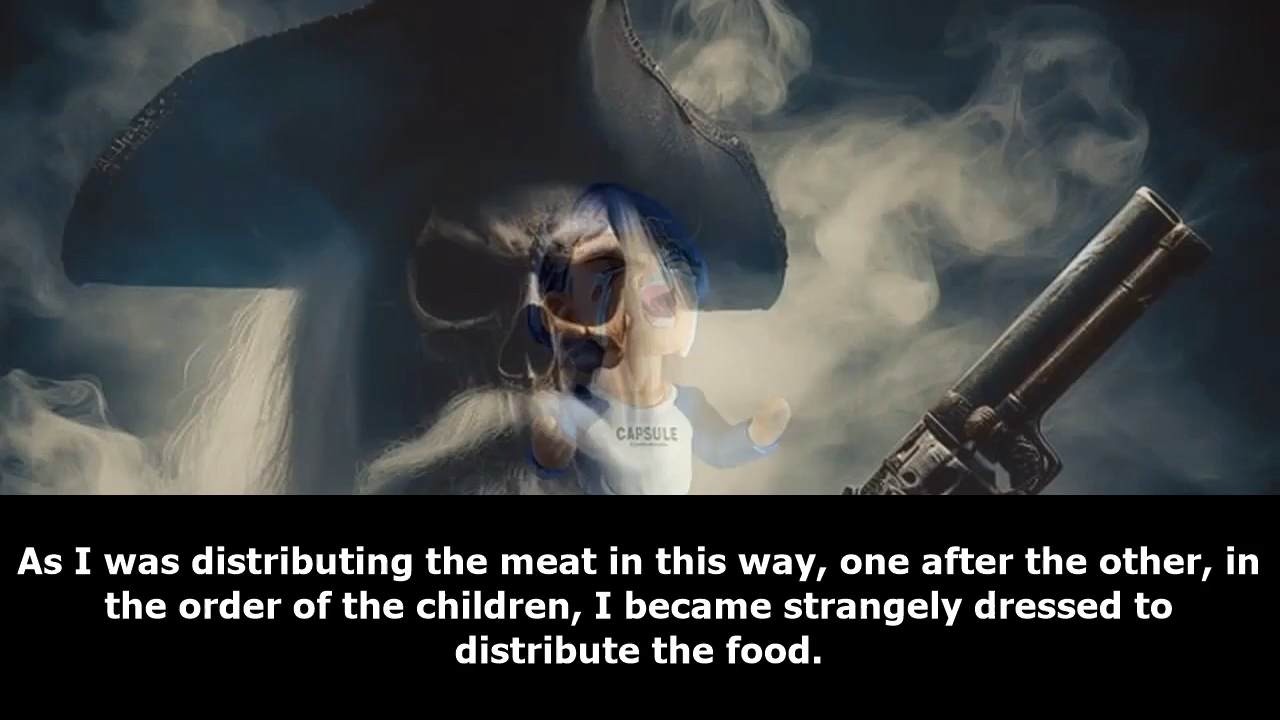 CAPSULE
As I was distributing the meat in this way, one after the other, in
the order of the children, I became strangely dressed to
distribute the food.